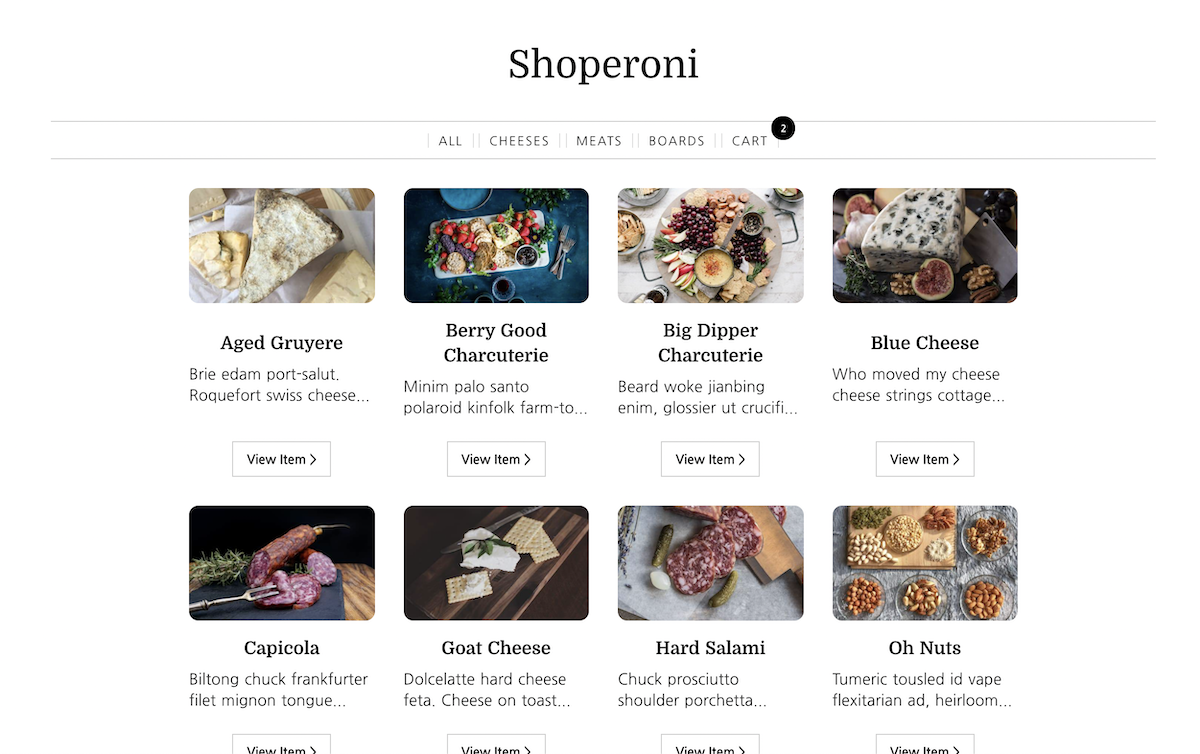 Shoperoni
ALL CHEESES MEATS BOARDS CART 2
Aged Gruyere
Brie edam port-salut.
Roquefort swiss cheese...
View Item
Berry Good
Charcuterie
Minim palo santo
polaroid kinfolk farm-to...
View Item
Big Dipper
Charcuterie
Beard woke jianbing
enim, glossier ut crucifi...
View Item
Blue Cheese
Who moved my cheese
cheese strings cottage...
View Item
Capicola
Biltong chuck frankfurter
filet mignon tongue...
View Item
Goat Cheese
Dolcelatte hard cheese
feta. Cheese on toast...
View Item
Hard Salami
Chuck prosciutto
shoulder porchetta...
View Item
Oh Nuts
Tumeric tousled id vape
flexitarian ad, heirloom...
View Item